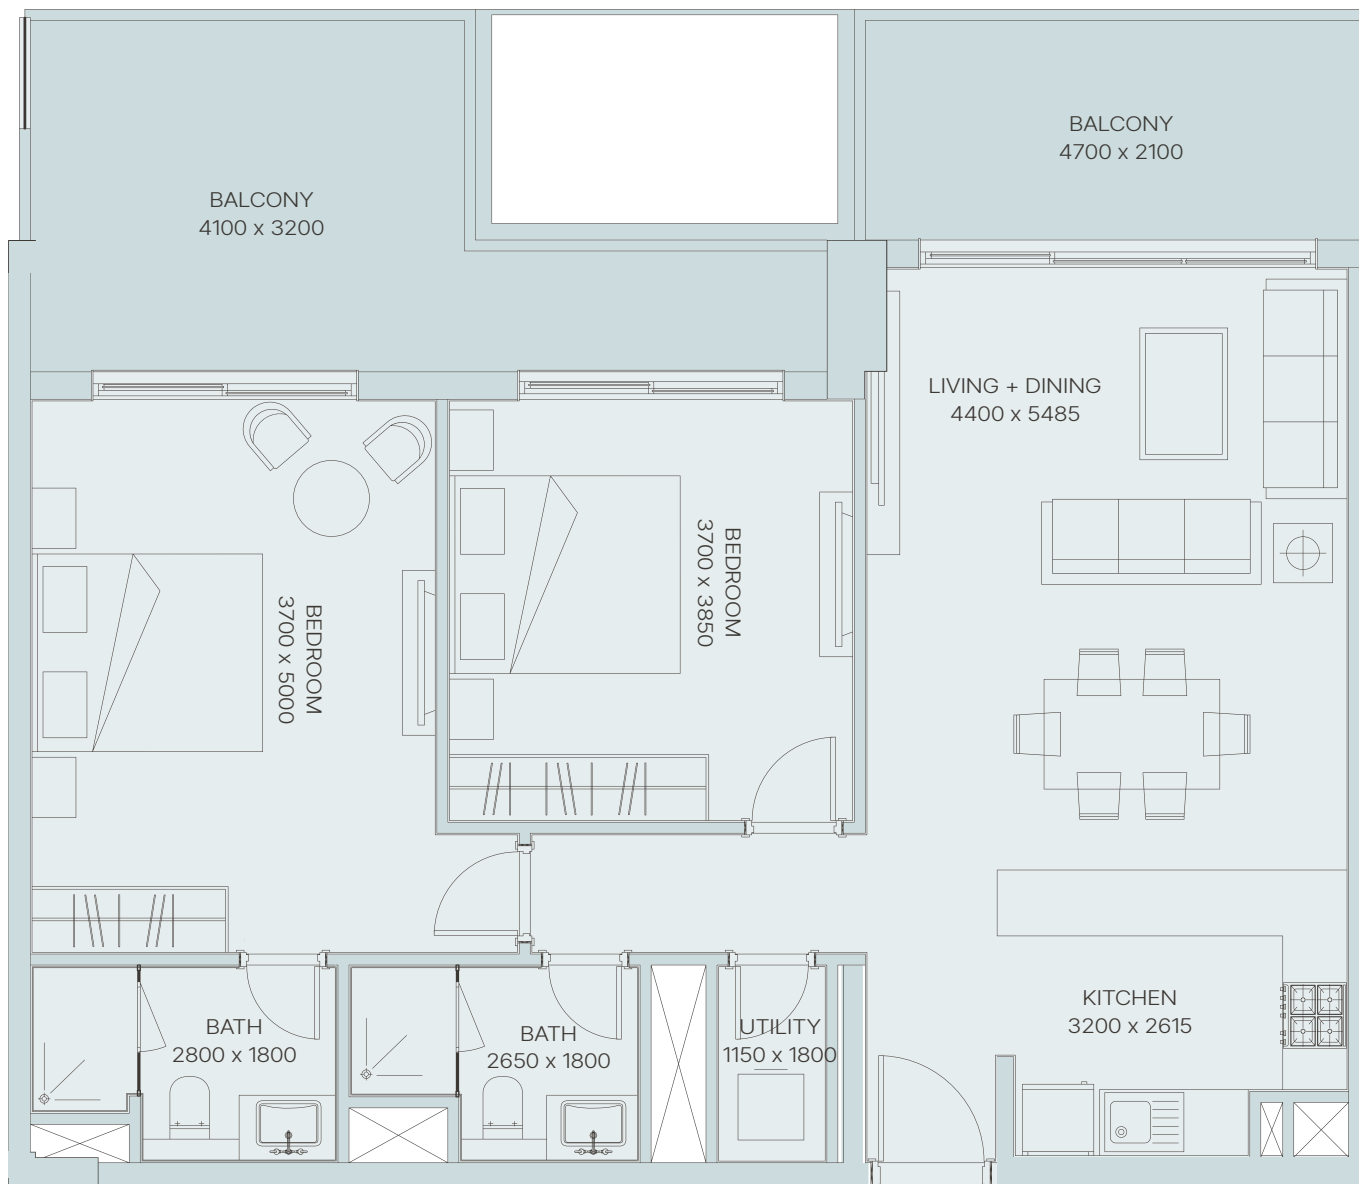 BALCONY
4700 x 2100
BALCONY
4100 x 3200
LIVING + DINING
4400 x 5485
BEDROOM
3700 x 3850
BEDROOM
3700 x 5000
KITCHEN
3200 x 2615
BATH
2800 x 1800
BATH
2650 x 1800
UTILITY
1150 x 1800